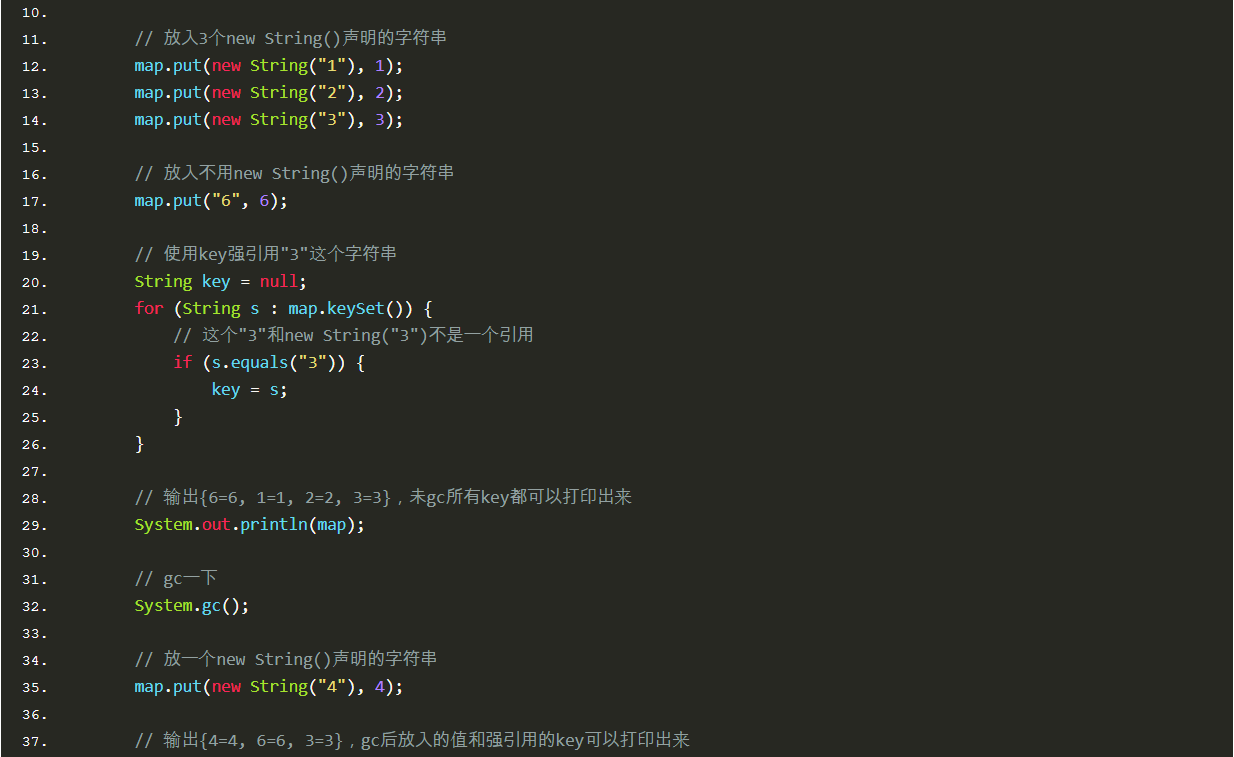 10.
11. // 放入3个new String()声明的字符串
12. map.put(new String("1"), 1);
13. map.put(new String("2"), 2);
14. map.put(new String("3"), 3);
15.
16. // 放入不用new String()声明的字符串
17. map.put("6", 6);
18.
19. // 使用key强引用"3"这个字符串
20. String key = null;
21. for (String s : map.keySet()) {
22. // 这个"3"和new String("3")不是一个引用
23. if (s.equals("3")) {
24. key = s;
25. }
26. }
27.
28. // 输出{6=6, 1=1, 2=2, 3=3}，未gc所有key都可以打印出来
29. System.out.println(map);
30.
31. // gc一下
32. System.gc();
33.
34. // 放一个new String()声明的字符串
35. map.put(new String("4"), 4);
36.
37. // 输出{4=4, 6=6, 3=3}，gc后放入的值和强引用的key可以打印出来